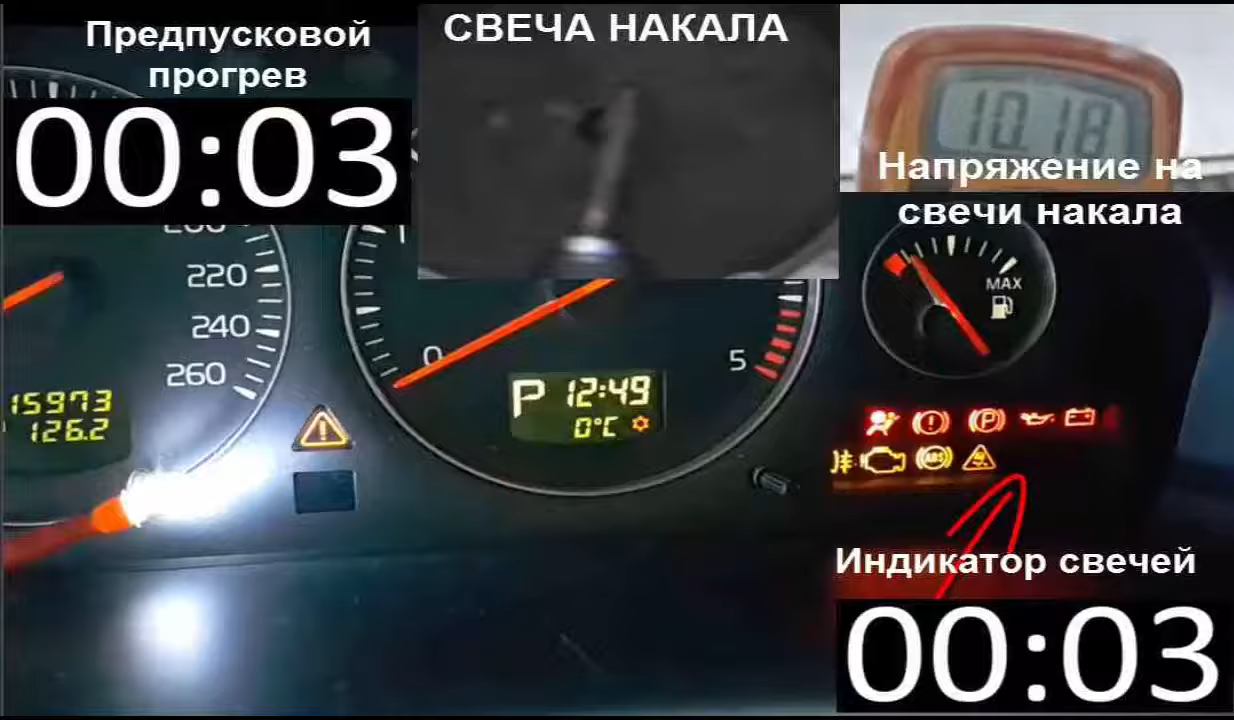 Предпусковой
прогрев
00:03
СВЕЧА НАКАЛА
10.18
Напряжение на
свечи накала
220
240
260
15973
126.2
0
5
P 12:49
0°C
MAX
ABS
Индикатор свечей
00:03